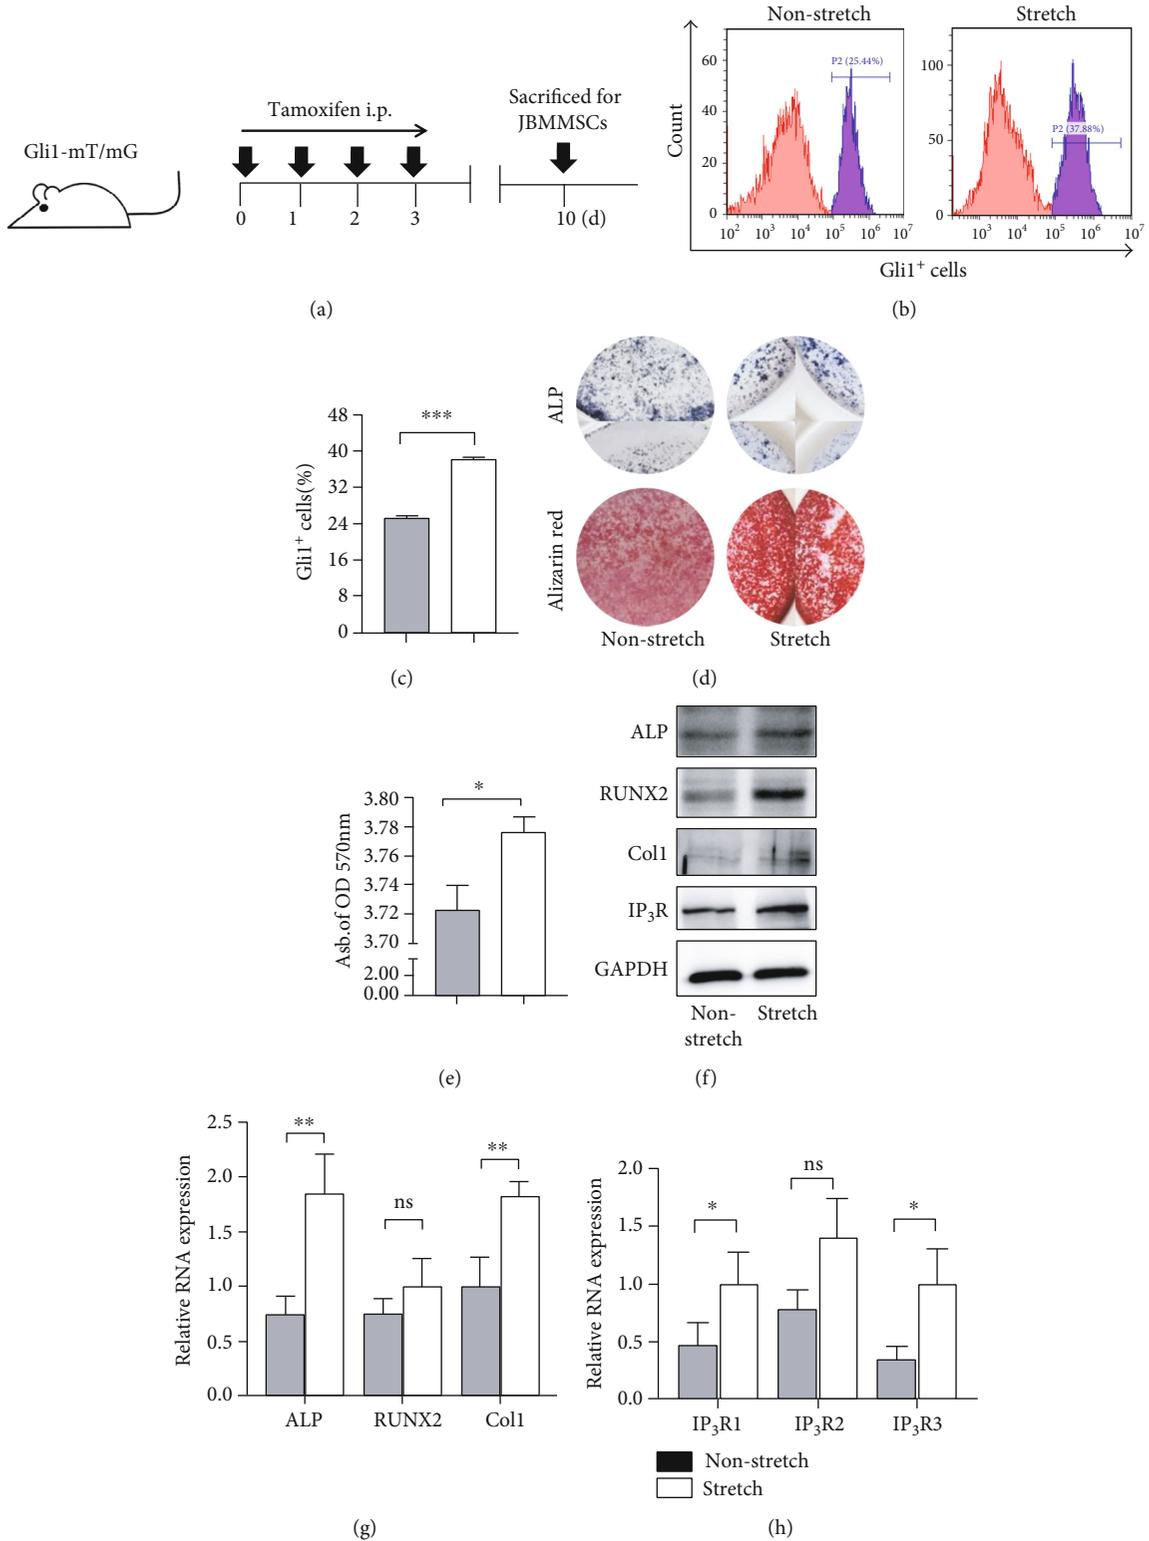 Gli1-mT/mG
Tamoxifen i.p.
Sacrificed for
JBMMSCs
0 1 2 3 10 (d)
(a)
Non-stretch
Stretch
Count
60
40
20
0
P2 (25.44%)
10² 10³ 10⁴ 10⁵ 10⁶ 10⁷
100
50
0
P2 (37.88%)
10³ 10⁴ 10⁵ 10⁶ 10⁷
Gli1⁺ cells
(b)
Gli1⁺ cells(%)
48
40
32
24
16
8
0
***
(c)
ALP
Alizarin red
Non-stretch
Stretch
(d)
Asb.of OD 570nm
3.80
3.78
3.76
3.74
3.72
3.70
2.00
0.00
*
(e)
ALP
RUNX2
Col1
IP₃R
GAPDH
Non-
stretch
Stretch
(f)
Relative RNA expression
2.5
2.0
1.5
1.0
0.5
0.0
**
ns
**
ALP RUNX2 Col1
(g)
Relative RNA expression
2.0
1.5
1.0
0.5
0.0
*
ns
*
IP₃R1 IP₃R2 IP₃R3
Non-stretch
Stretch
(h)